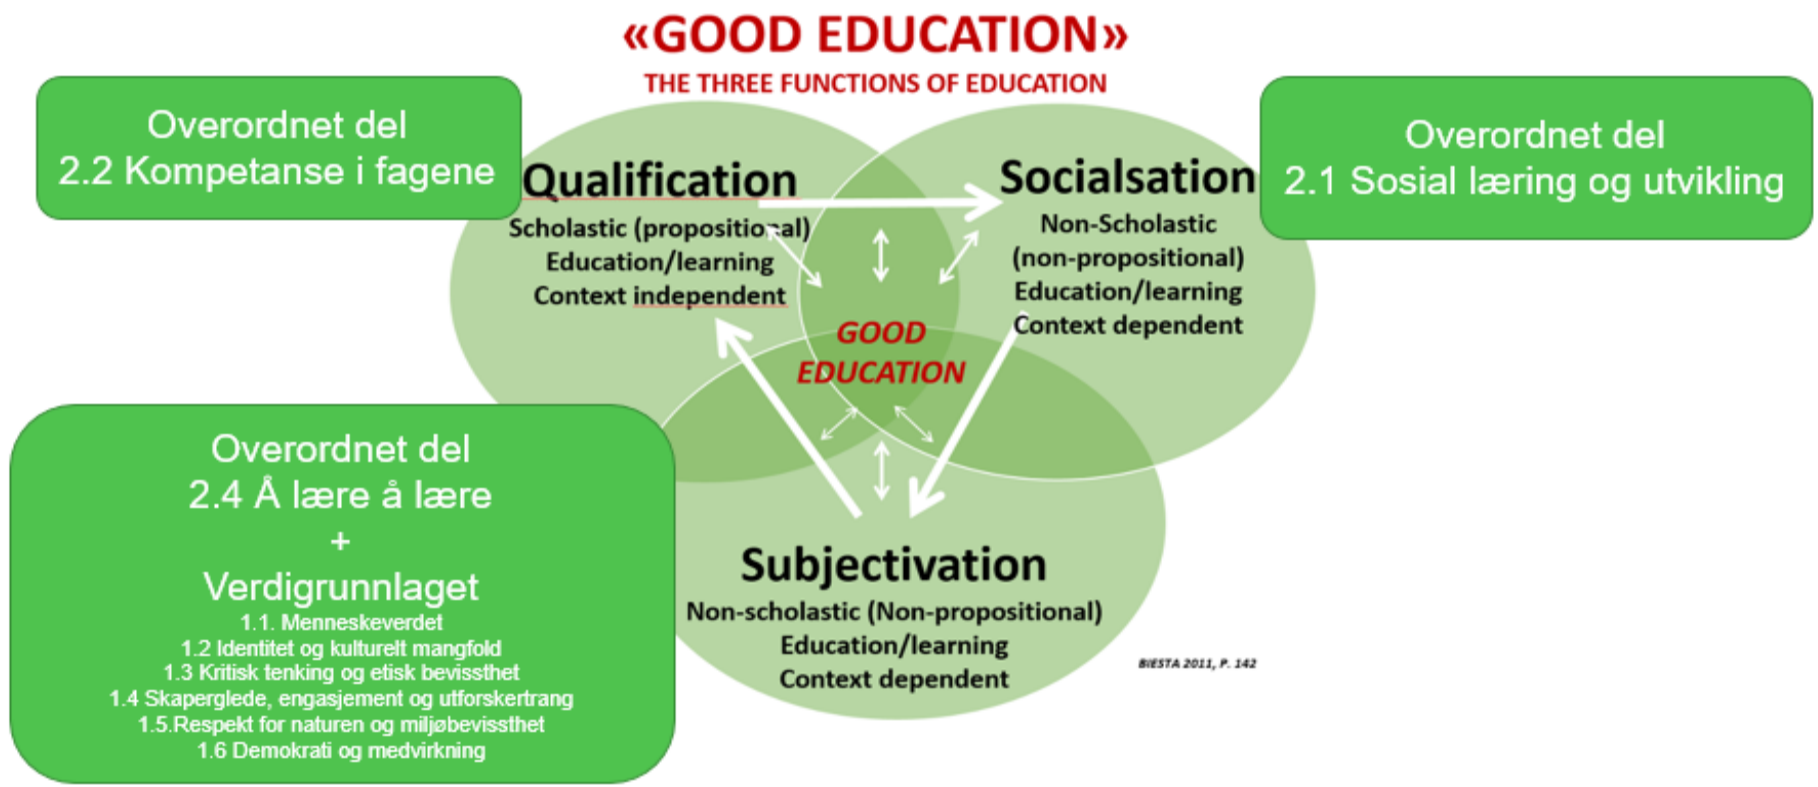 «GOOD EDUCATION»
THE THREE FUNCTIONS OF EDUCATION
Overordnet del
2.2 Kompetanse i fagene
Overordnet del
2.1 Sosial læring og utvikling
Qualification
Scholastic (propositional)
Education/learning
Context independent
Socialsation
Non-Scholastic
(non-propositional)
Education/learning
Context dependent
GOOD
EDUCATION
Overordnet del
2.4 Å lære å lære
+
Verdigrunnlaget
1.1. Menneskeverdet
1.2 Identitet og kulturelt mangfold
1.3 Kritisk tenking og etisk bevissthet
1.4 Skaperglede, engasjement og utforskertrang
1.5.Respekt for naturen og miljøbevissthet
1.6 Demokrati og medvirkning
Subjectivation
Non-scholastic (Non-propositional)
Education/learning
Context dependent
BIESTA 2011, P. 142